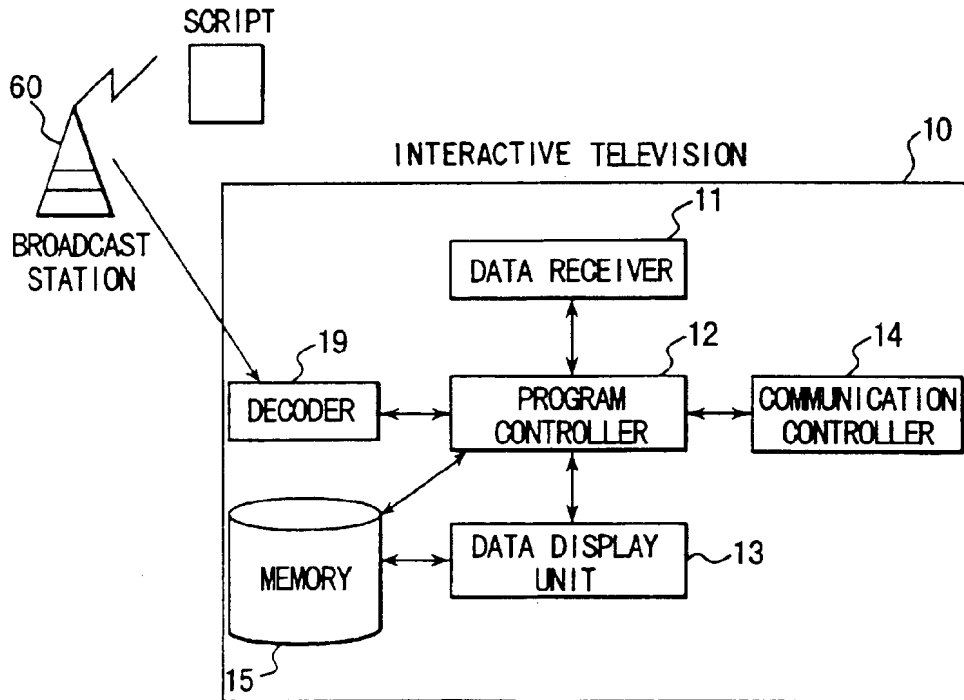 SCRIPT
60
BROADCAST
STATION
INTERACTIVE TELEVISION
10
11
DATA RECEIVER
19
DECODER
12
PROGRAM
CONTROLLER
14
COMMUNICATION
CONTROLLER
MEMORY
15
DATA DISPLAY
UNIT
13